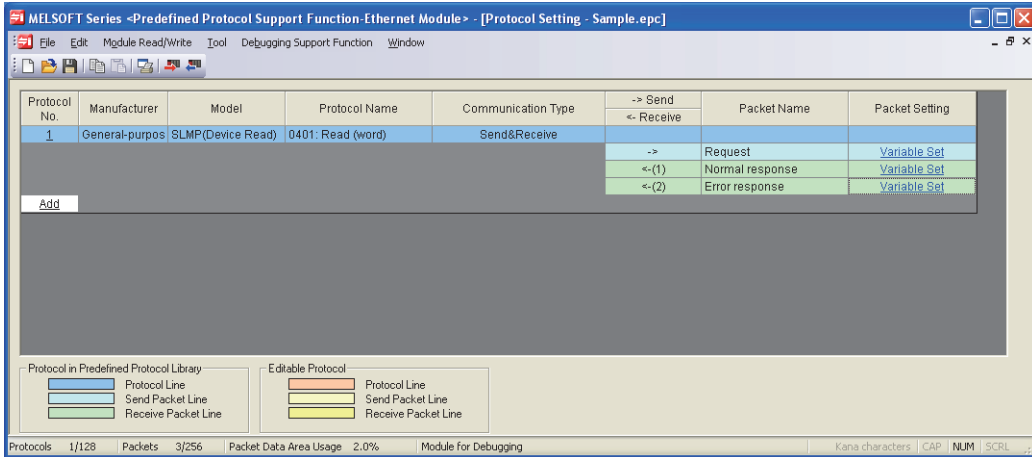 MELSOFT Series <Predefined Protocol Support Function-Ethernet Module> - [Protocol Setting - Sample.epc]
File Edit Module Read/Write Tool Debugging Support Function Window
Protocol No. Manufacturer Model Protocol Name Communication Type -> Send <- Receive Packet Name Packet Setting
1 General-purpos SLMP(Device Read) 0401: Read (word) Send&Receive
-> Request Variable Set
<-(1) Normal response Variable Set
<-(2) Error response Variable Set
Add
Protocol in Predefined Protocol Library
Protocol Line
Send Packet Line
Receive Packet Line
Editable Protocol
Protocol Line
Send Packet Line
Receive Packet Line
Protocols 1/128 Packets 3/256 Packet Data Area Usage 2.0% Module for Debugging Kana characters CAP NUM SCRL